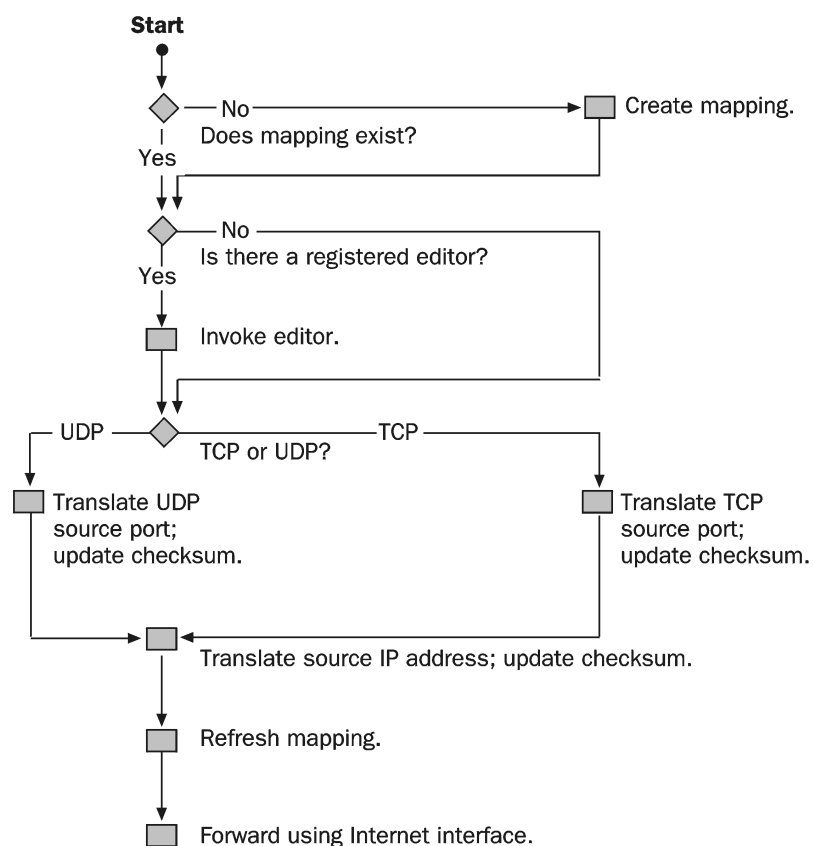 Start
No
Create mapping.
Does mapping exist?
Yes
No
Is there a registered editor?
Yes
Invoke editor.
UDP
TCP
TCP or UDP?
Translate UDP
source port;
update checksum.
Translate TCP
source port;
update checksum.
Translate source IP address; update checksum.
Refresh mapping.
Forward using Internet interface.